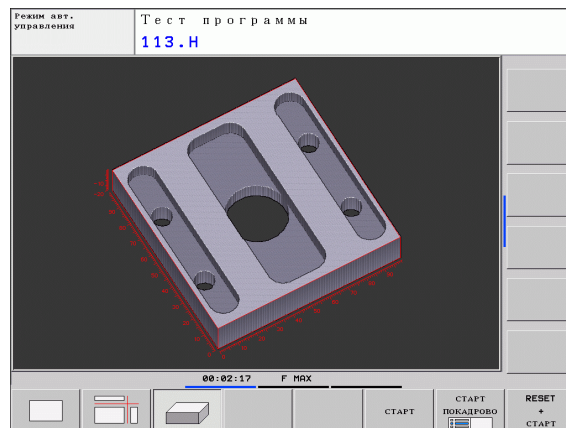 Режим авт.
управления
Тест программы
113.H
00:02:17 F MAX
СТАРТ
СТАРТ
ПОКАДРОВО
RESET
+
СТАРТ